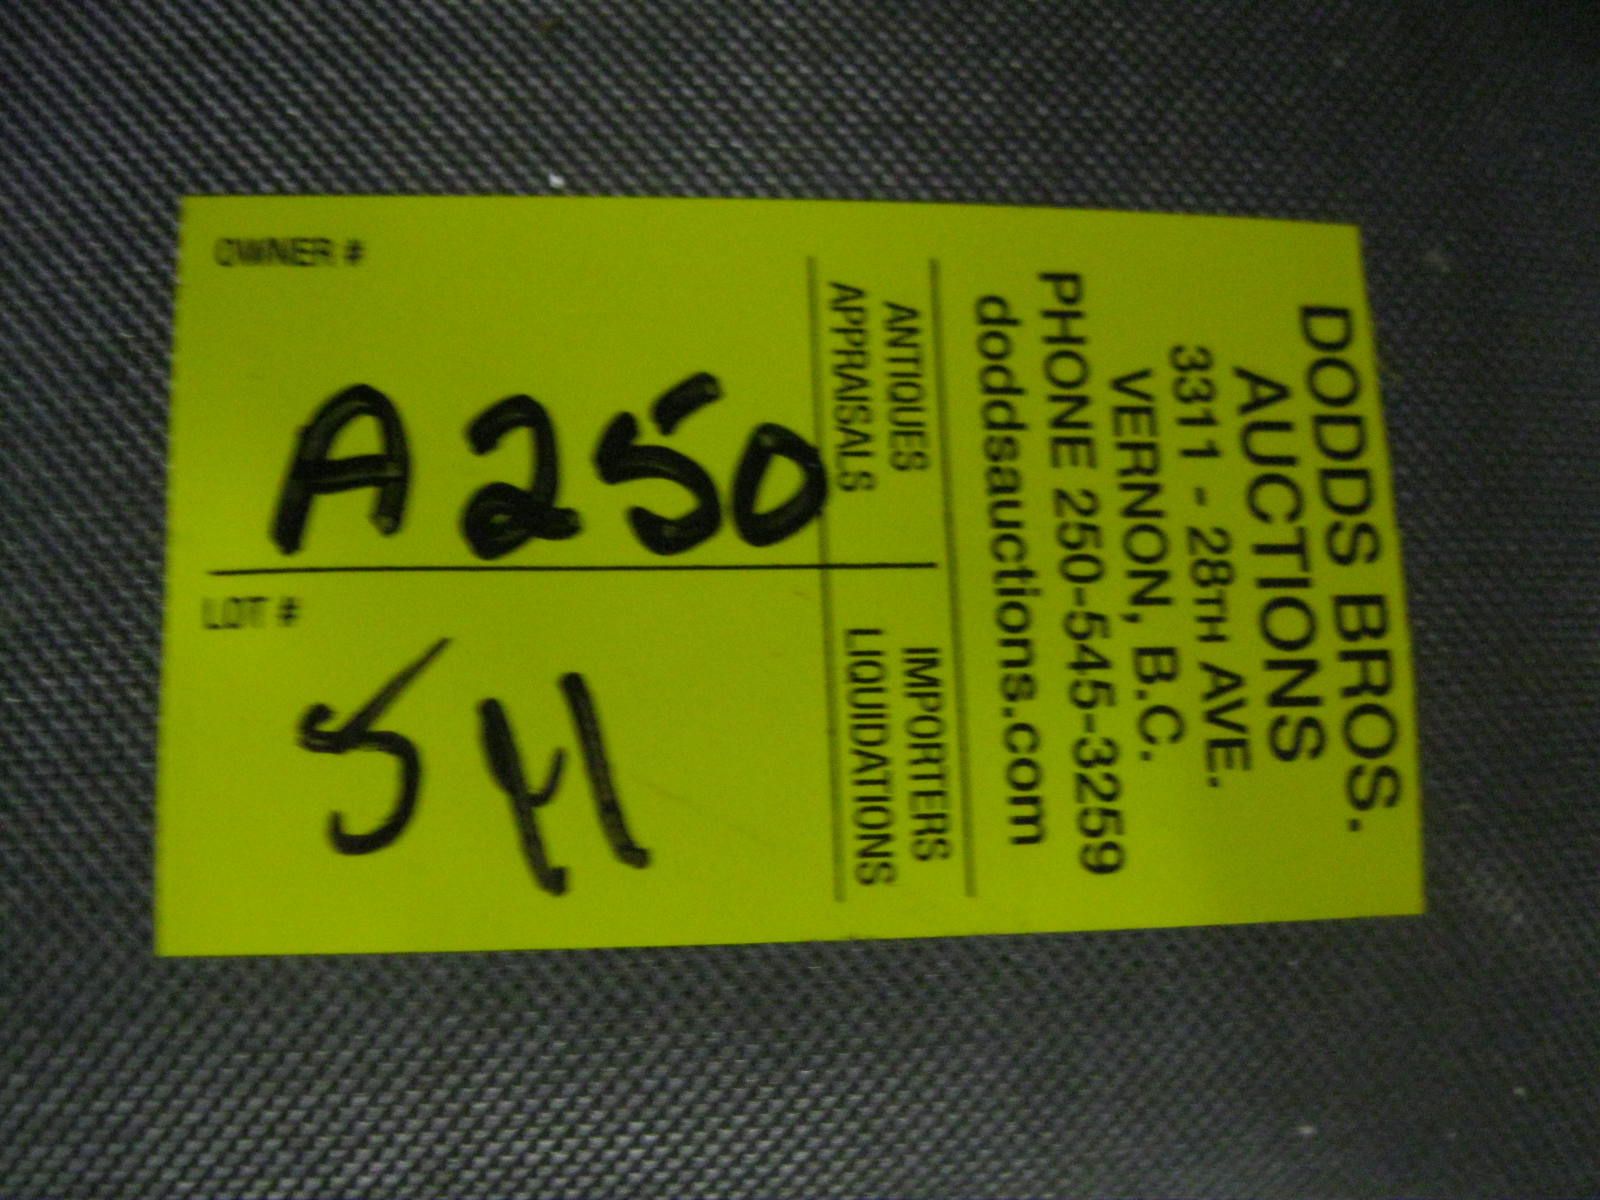 OWNER #
A250
LOT #
541
ANTIQUES
APPRAISALS
IMPORTERS
LIQUIDATIONS
DODDS BROS.
AUCTIONS
3311 - 28TH AVE.
VERNON, B.C.
PHONE 250-545-3259
doddsauctions.com